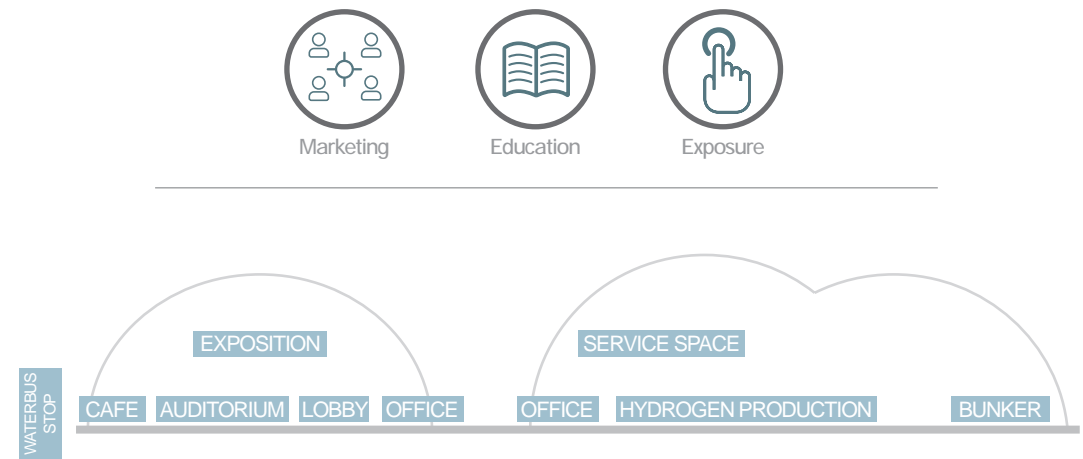 Marketing
Education
Exposure
EXPOSITION
SERVICE SPACE
WATERBUS
STOP
CAFE
AUDITORIUM
LOBBY
OFFICE
OFFICE
HYDROGEN PRODUCTION
BUNKER